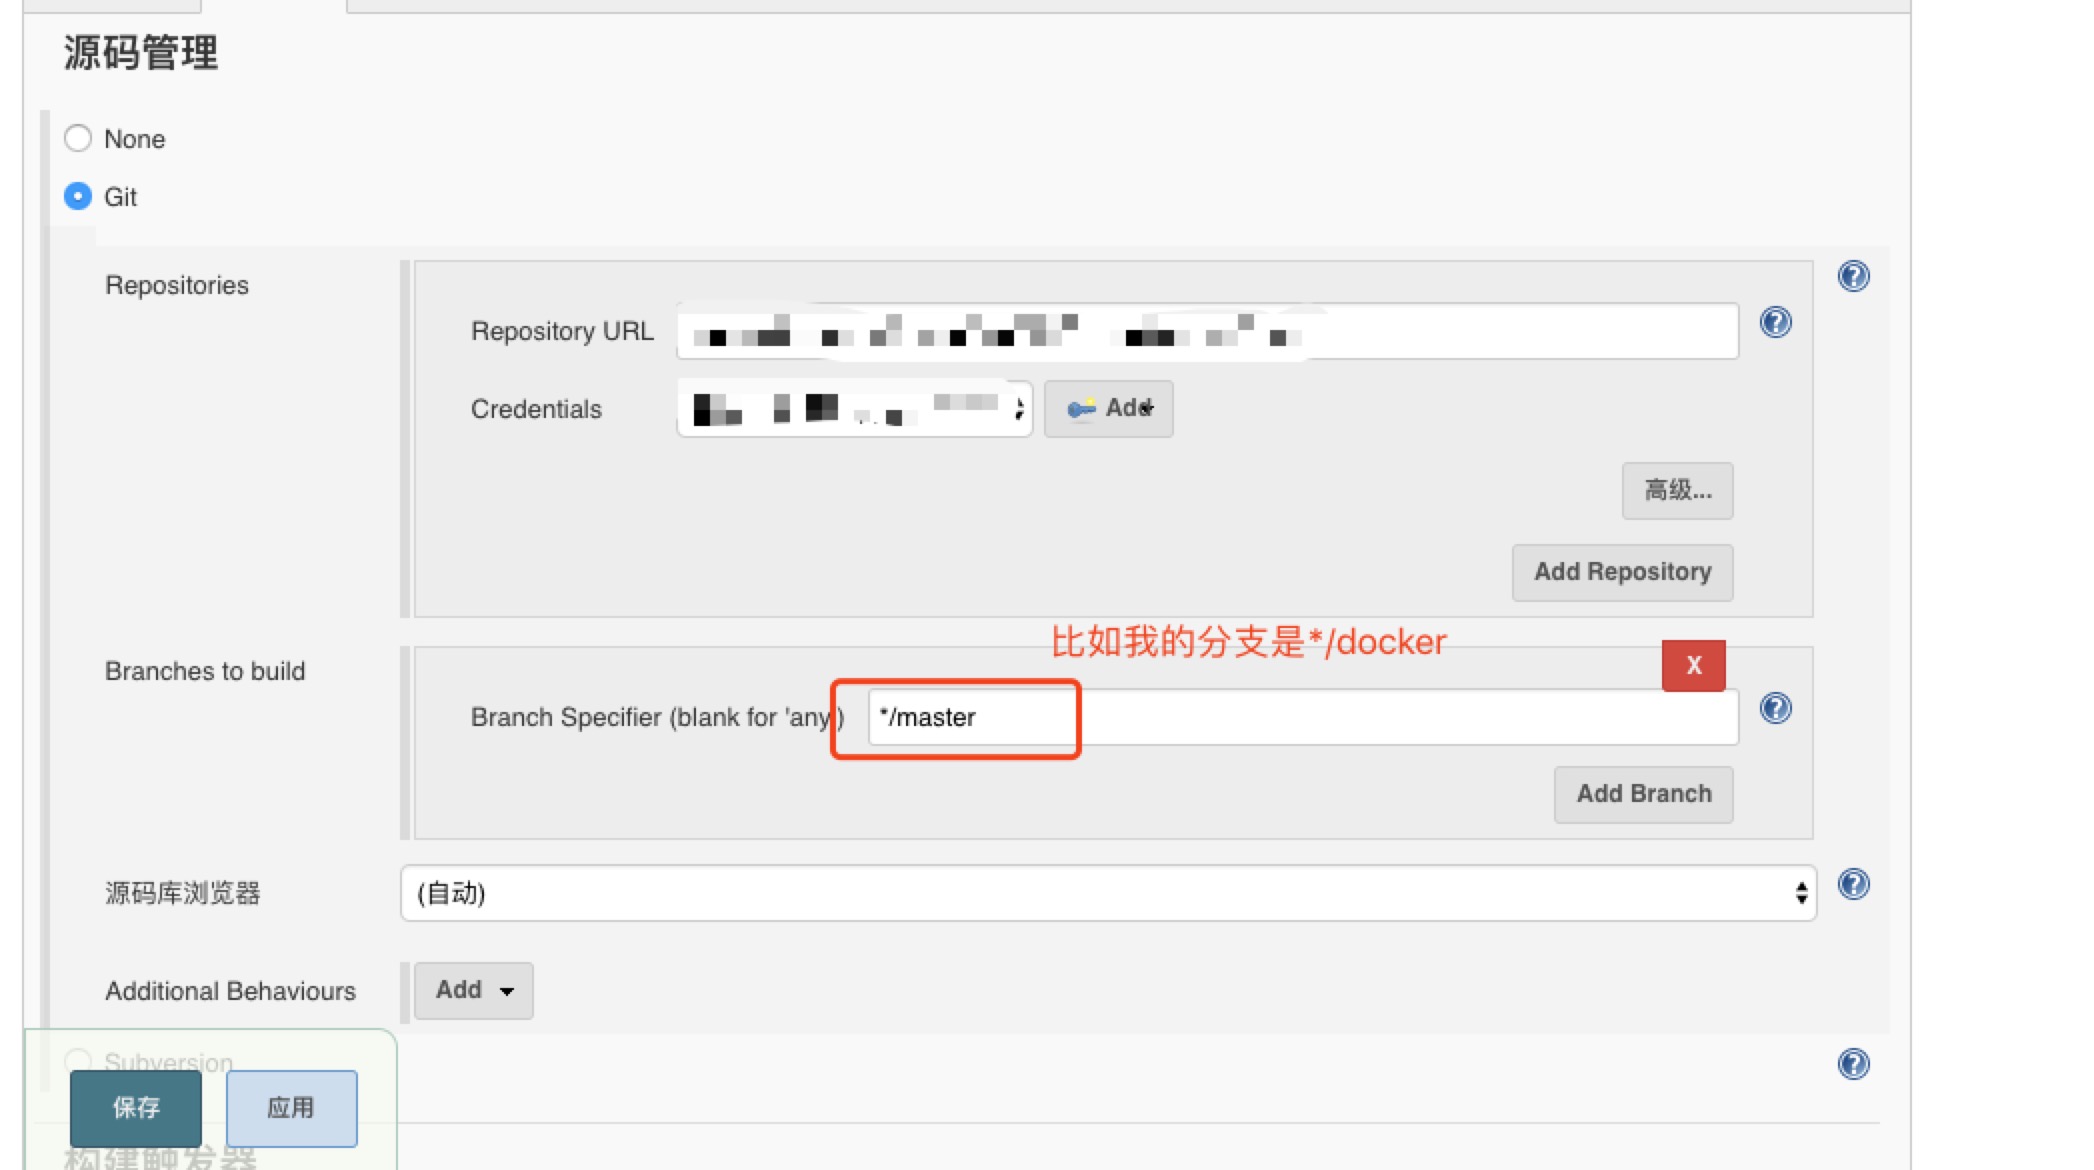 源码管理
None
Git
Repositories
Repository URL
Credentials
Add
高级...
Add Repository
比如我的分支是*/docker
Branches to build
X
Branch Specifier (blank for 'any')
*/master
Add Branch
源码库浏览器
(自动)
Additional Behaviours
Add
Subversion
保存
应用
构建触发器